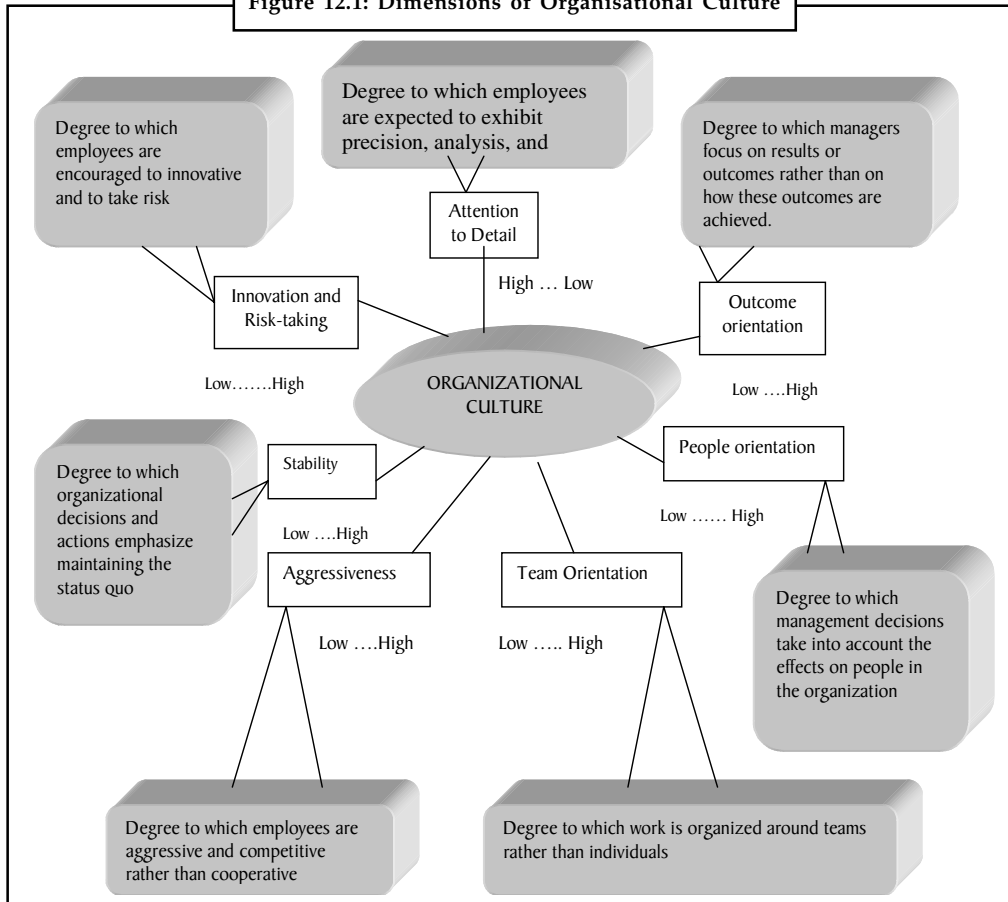 Figure 12.1: Dimensions of Organisational Culture
Degree to which
employees are
encouraged to innovative
and to take risk
Degree to which employees
are expected to exhibit
precision, analysis, and
Degree to which managers
focus on results or
outcomes rather than on
how these outcomes are
achieved.
Attention
to Detail
High … Low
Innovation and
Risk-taking
Low…….High
Outcome
orientation
Low ….High
ORGANIZATIONAL
CULTURE
Degree to which
organizational
decisions and
actions emphasize
maintaining the
status quo
Stability
Low ….High
People orientation
Low …… High
Aggressiveness
Low ….High
Team Orientation
Low ….. High
Degree to which
management decisions
take into account the
effects on people in
the organization
Degree to which employees are
aggressive and competitive
rather than cooperative
Degree to which work is organized around teams
rather than individuals